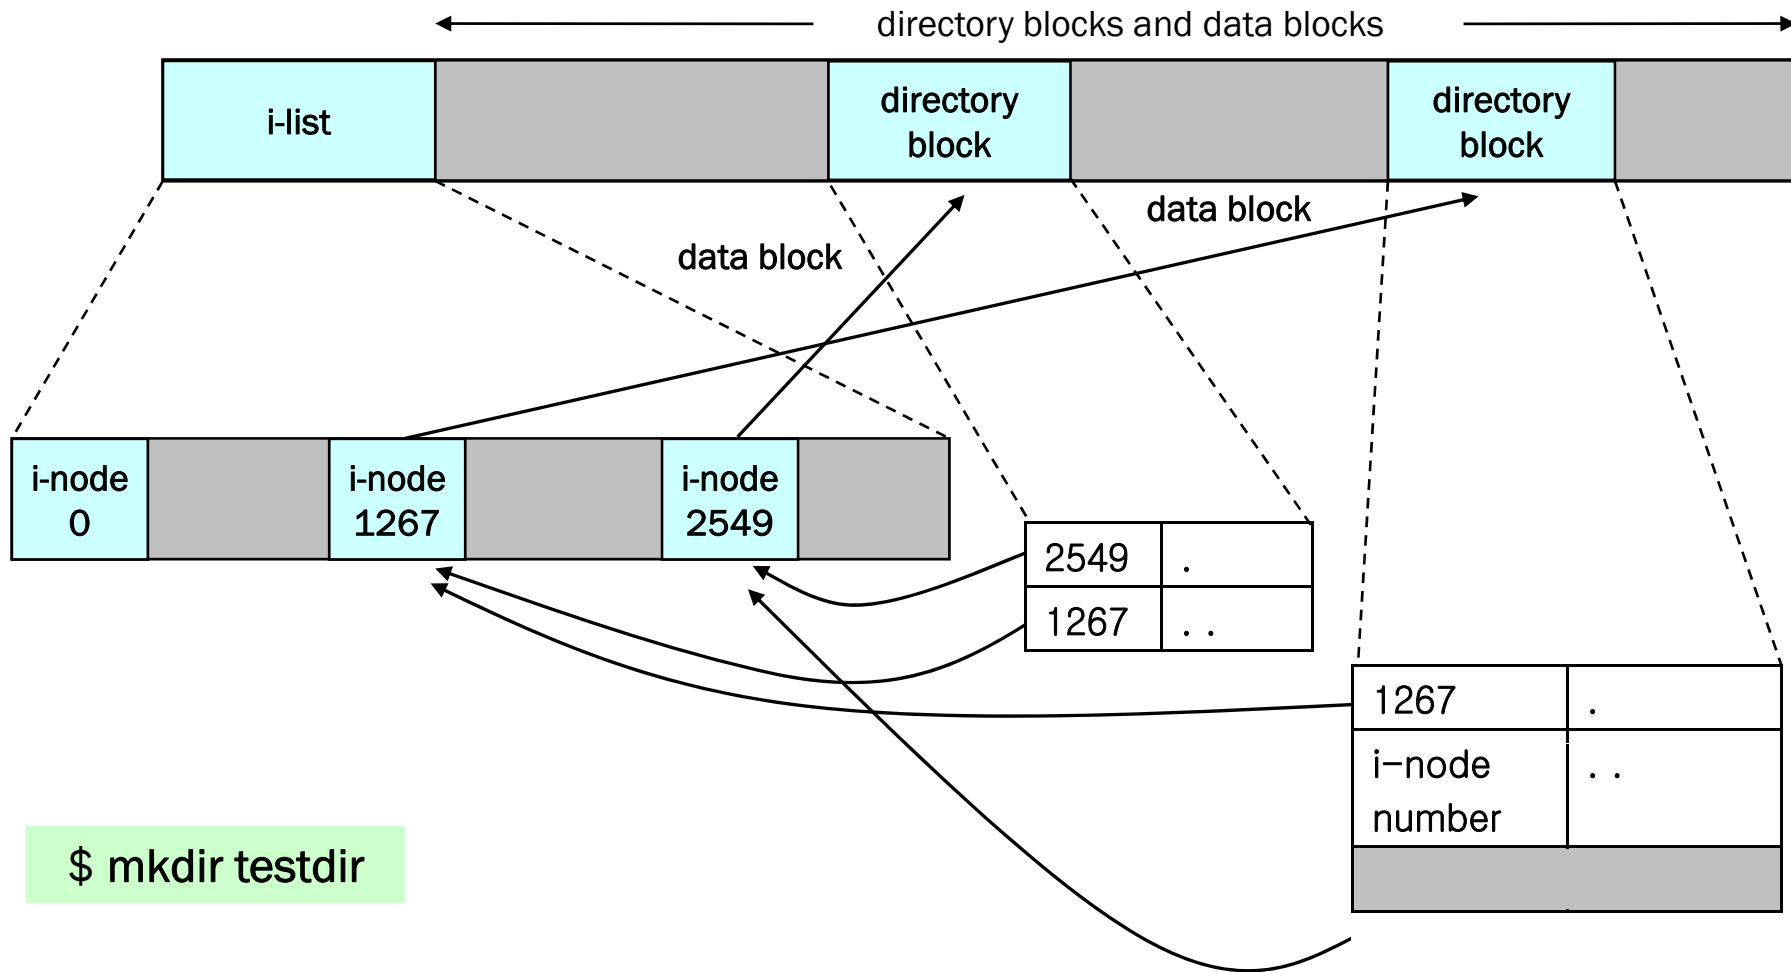 directory blocks and data blocks
i-list
directory
block
directory
block
data block
data block
i-node
0
i-node
1267
i-node
2549
2549 .
1267 . .
1267 .
i-node . .
number
$ mkdir testdir